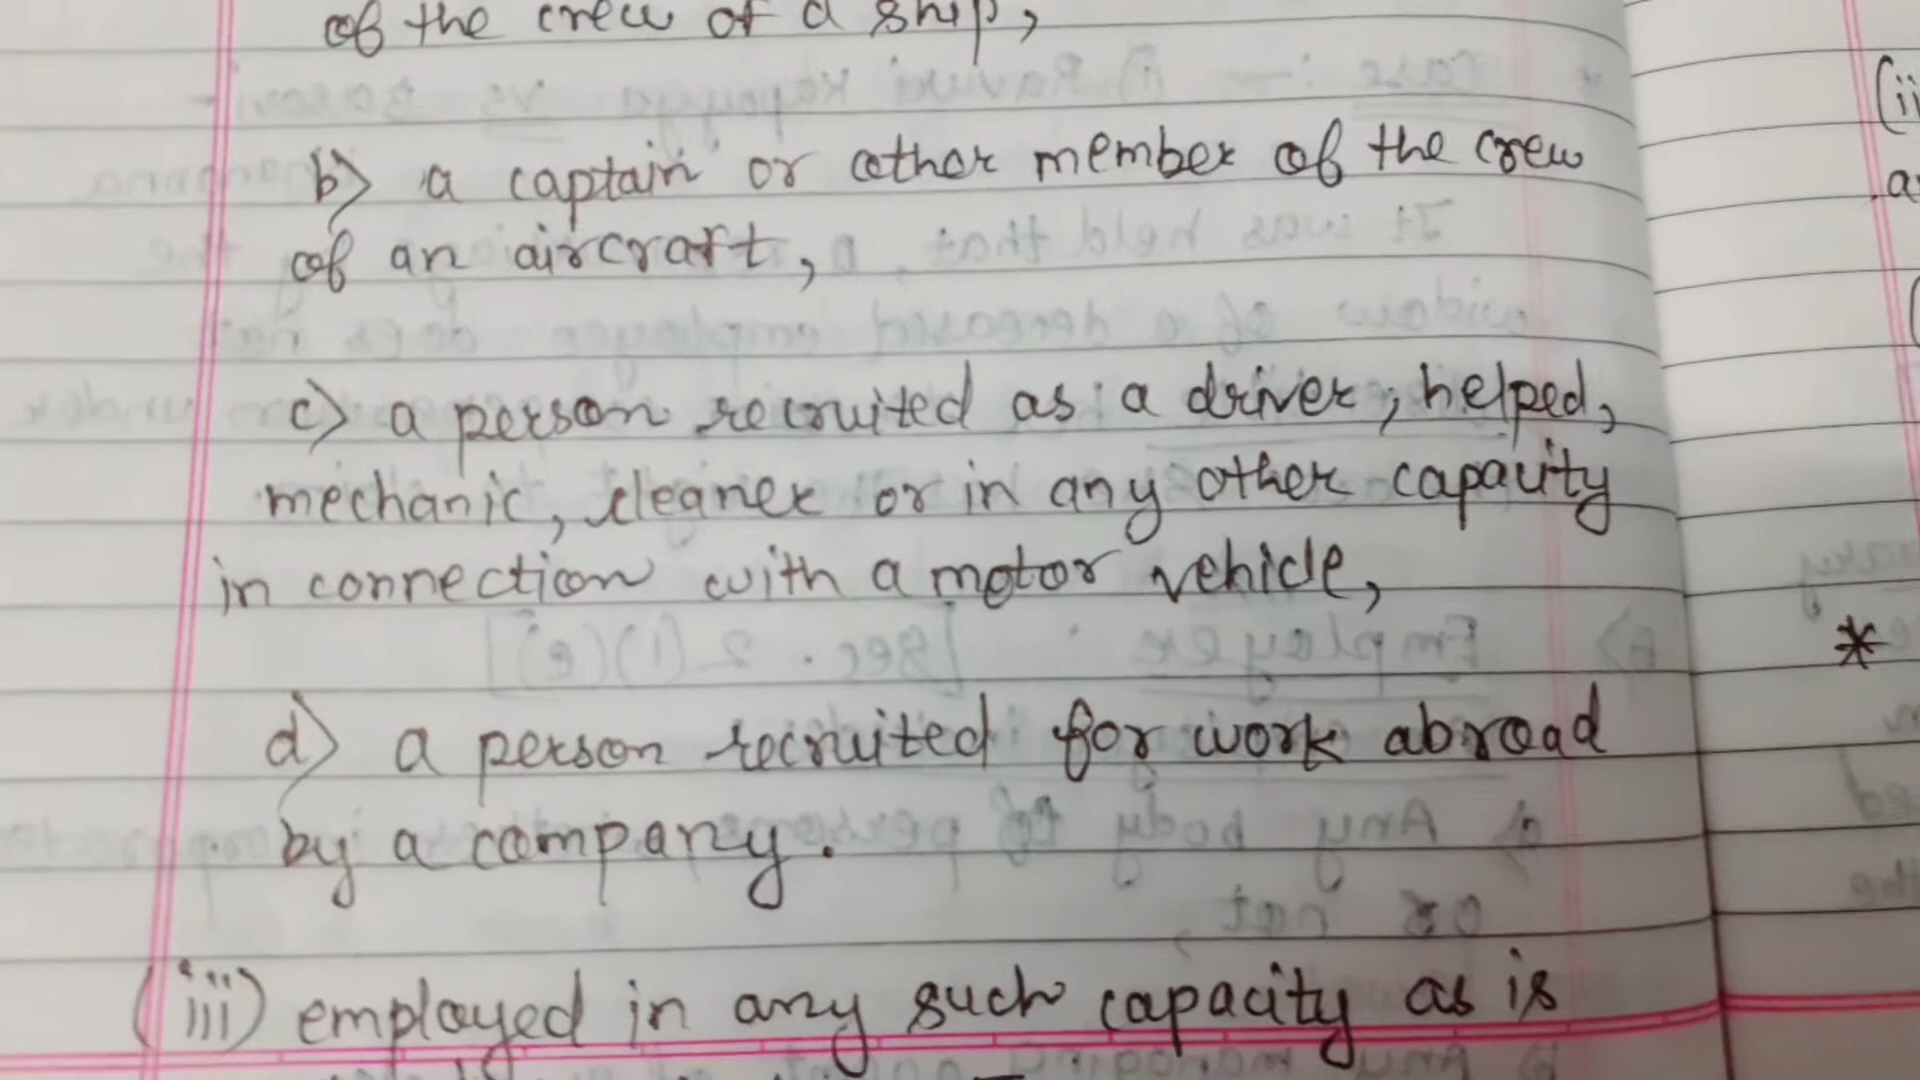 of the crew of a ship,
b) a captain or other member of the crew
of an aircraft,
c) a person recruited as a driver, helped,
mechanic, cleaner or in any other capacity
in connection with a motor vehicle,
d) a person recruited for work abroad
by a company.
(iii) employed in any such capacity as is
(ii
*